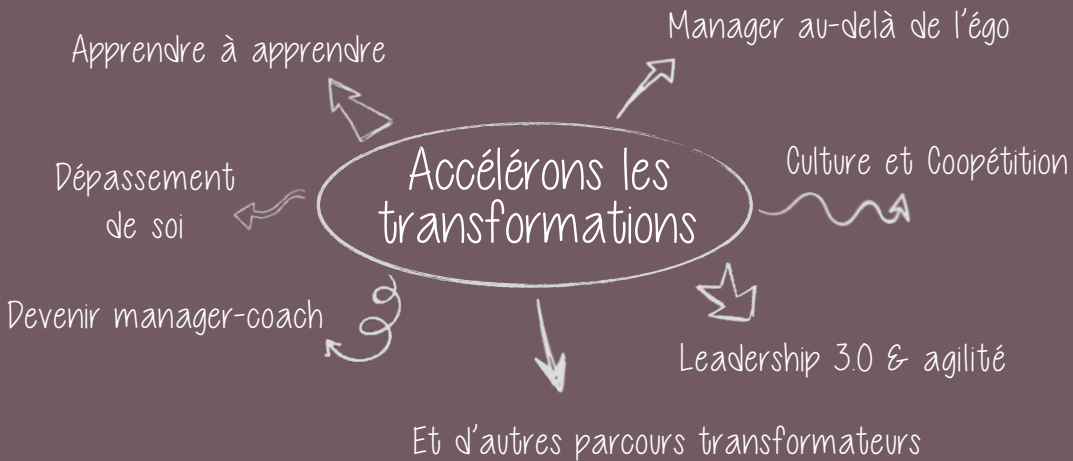 Manager au-delà de l'égo
Apprendre à apprendre
Accélérons les
transformations
Culture et Coopétition
Dépassement
de soi
Devenir manager-coach
Leadership 3.0 & agilité
Et d'autres parcours transformateurs